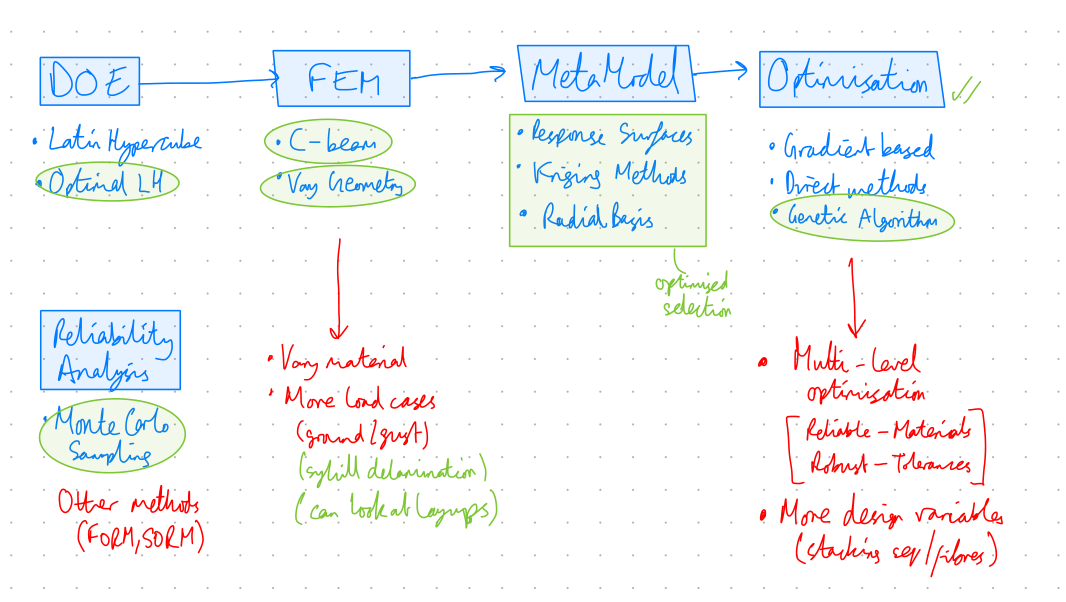 DOE
• Latin Hypercube
• Optimal LH
FEM
• C-beam
• Vary Geometry
MetaModel
• Response Surfaces
• Kriging Methods
• Radial Basis
optimised
selection
Optimisation
• Gradient based
• Direct methods
• Genetic Algorithm
Reliability
Analysis
• Monte Carlo
Sampling
Other methods
(FORM, SORM)
• Vary material
• More load cases
(ground/gust)
delamination)
(can look at layups)
• Multi-level
optimisation
[Reliable - Materials
Robust - Tolerances]
• More design variables
(stacking seq/fibres)